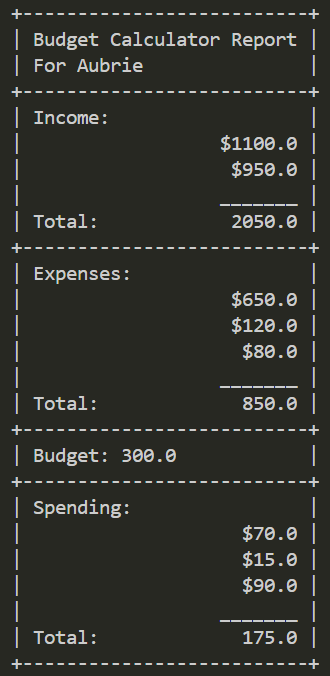 +--------------------------+
| Budget Calculator Report |
| For Aubrie               |
+--------------------------+
| Income:                  |
|                  $1100.0 |
|                   $950.0 |
|                  _______ |
| Total:            2050.0 |
+--------------------------+
| Expenses:                |
|                   $650.0 |
|                   $120.0 |
|                    $80.0 |
|                  _______ |
| Total:             850.0 |
+--------------------------+
| Budget: 300.0            |
+--------------------------+
| Spending:                |
|                    $70.0 |
|                    $15.0 |
|                    $90.0 |
|                  _______ |
| Total:             175.0 |
+--------------------------+